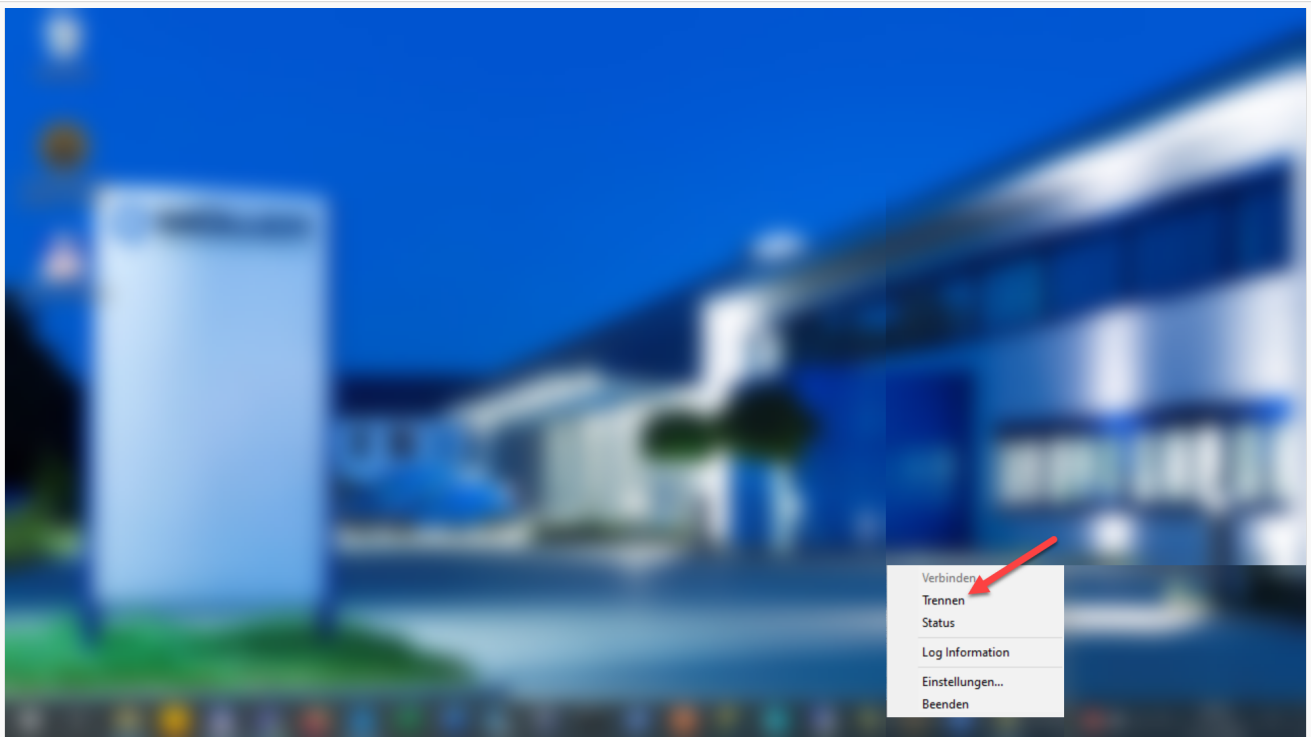 Verbinden
Trennen
Status
Log Information
Einstellungen...
Beenden